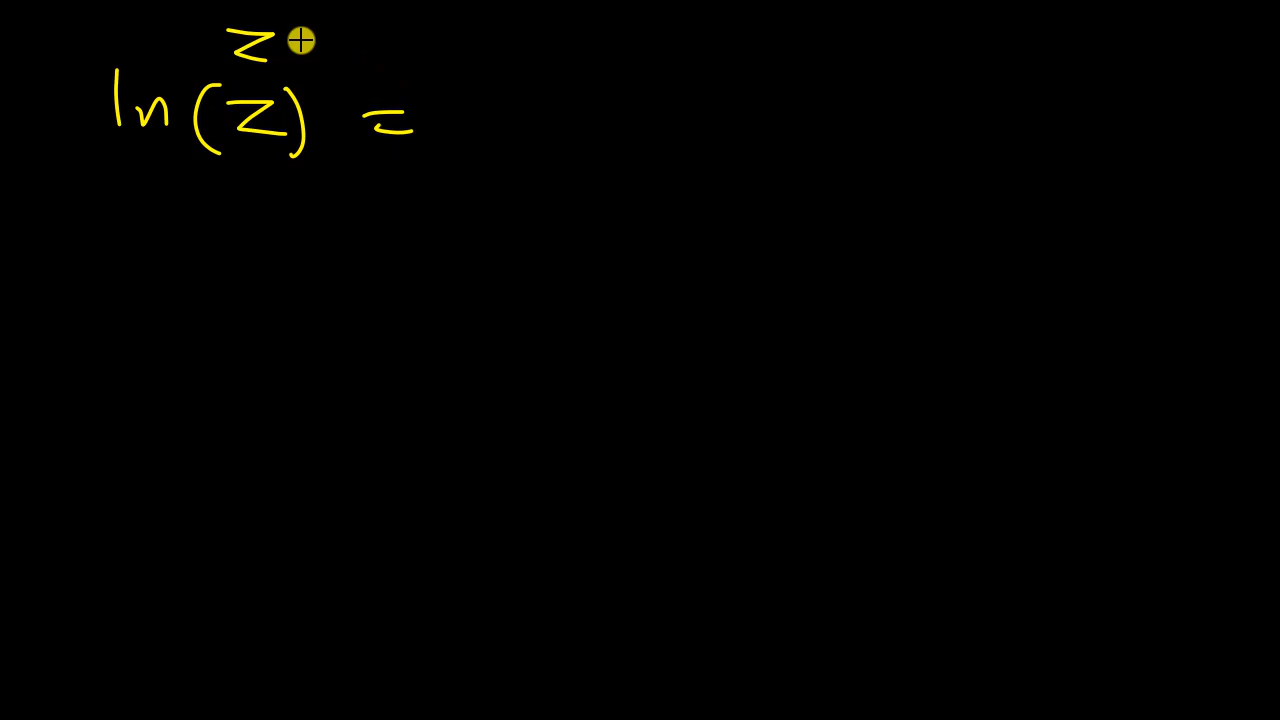 z
ln(z) =